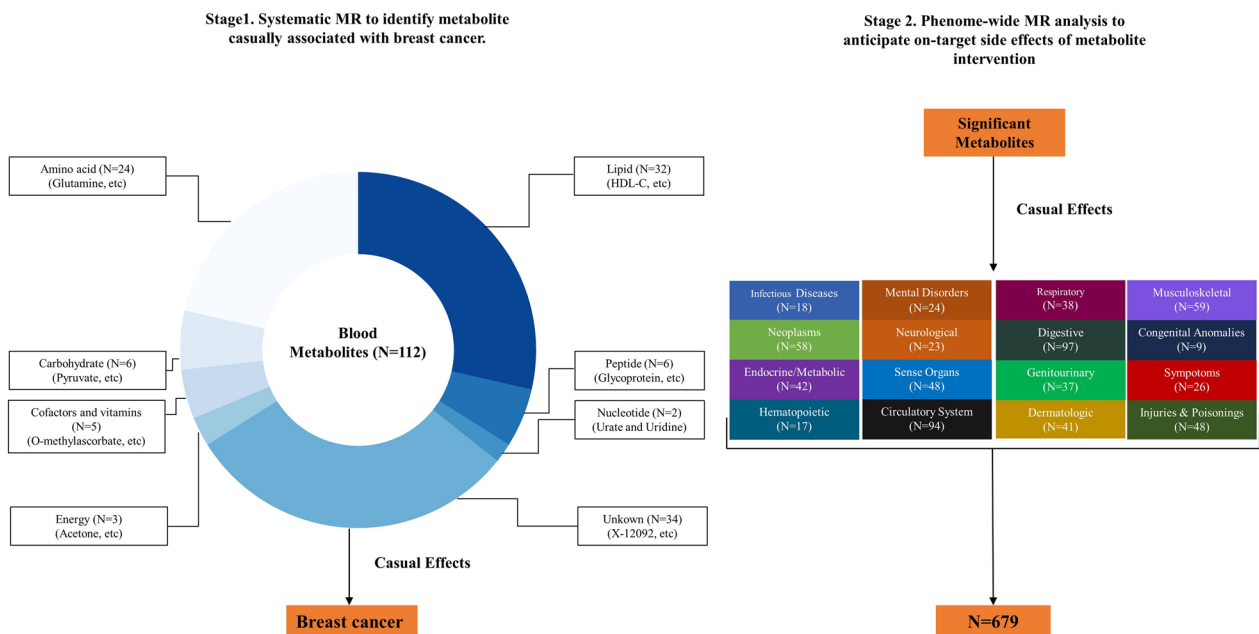 Stage1. Systematic MR to identify metabolite
casually associated with breast cancer.
Amino acid (N=24)
(Glutamine, etc)
Lipid (N=32)
(HDL-C, etc)
Blood
Metabolites (N=112)
Carbohydrate (N=6)
(Pyruvate, etc)
Cofactors and vitamins
(N=5)
(O-methylascorbate, etc)
Energy (N=3)
(Acetone, etc)
Peptide (N=6)
(Glycoprotein, etc)
Nucleotide (N=2)
(Urate and Uridine)
Unkown (N=34)
(X-12092, etc)
Casual Effects
Breast cancer
Stage 2. Phenome-wide MR analysis to
anticipate on-target side effects of metabolite
intervention
Significant
Metabolites
Casual Effects
Infectious Diseases
(N=18)
Mental Disorders
(N=24)
Respiratory
(N=38)
Musculoskeletal
(N=59)
Neoplasms
(N=58)
Neurological
(N=23)
Digestive
(N=97)
Congenital Anomalies
(N=9)
Endocrine/Metabolic
(N=42)
Sense Organs
(N=48)
Genitourinary
(N=37)
Symptoms
(N=26)
Hematopoietic
(N=17)
Circulatory System
(N=94)
Dermatologic
(N=41)
Injuries & Poisonings
(N=48)
N=679